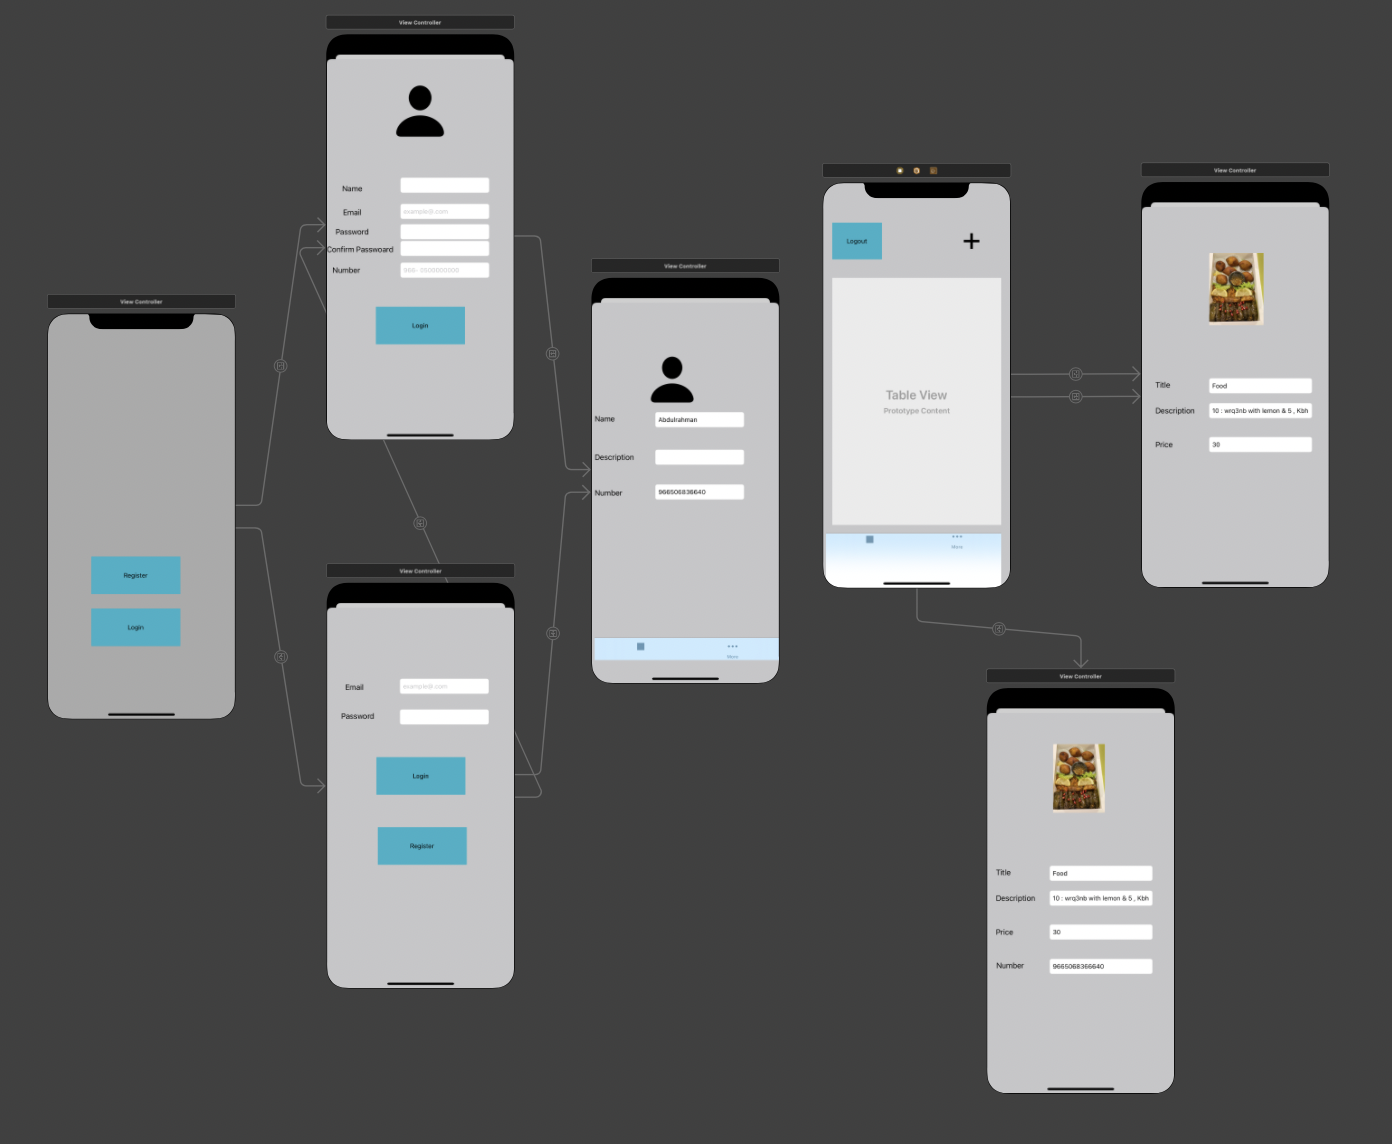 View Controller
Register
Login
View Controller
Name
Email
example@.com
Password
Confirm Passwoard
Number
966- 0500000000
Login
View Controller
Email
example@.com
Password
Login
Register
View Controller
Name
Abdulrahman
Description
Number
966506836640
More
Logout
+
Table View
Prototype Content
More
View Controller
Title
Food
Description
10 : wrq3nb with lemon & 5 , Kbh
Price
30
View Controller
Title
Food
Description
10 : wrq3nb with lemon & 5 , Kbh
Price
30
Number
9665068366640